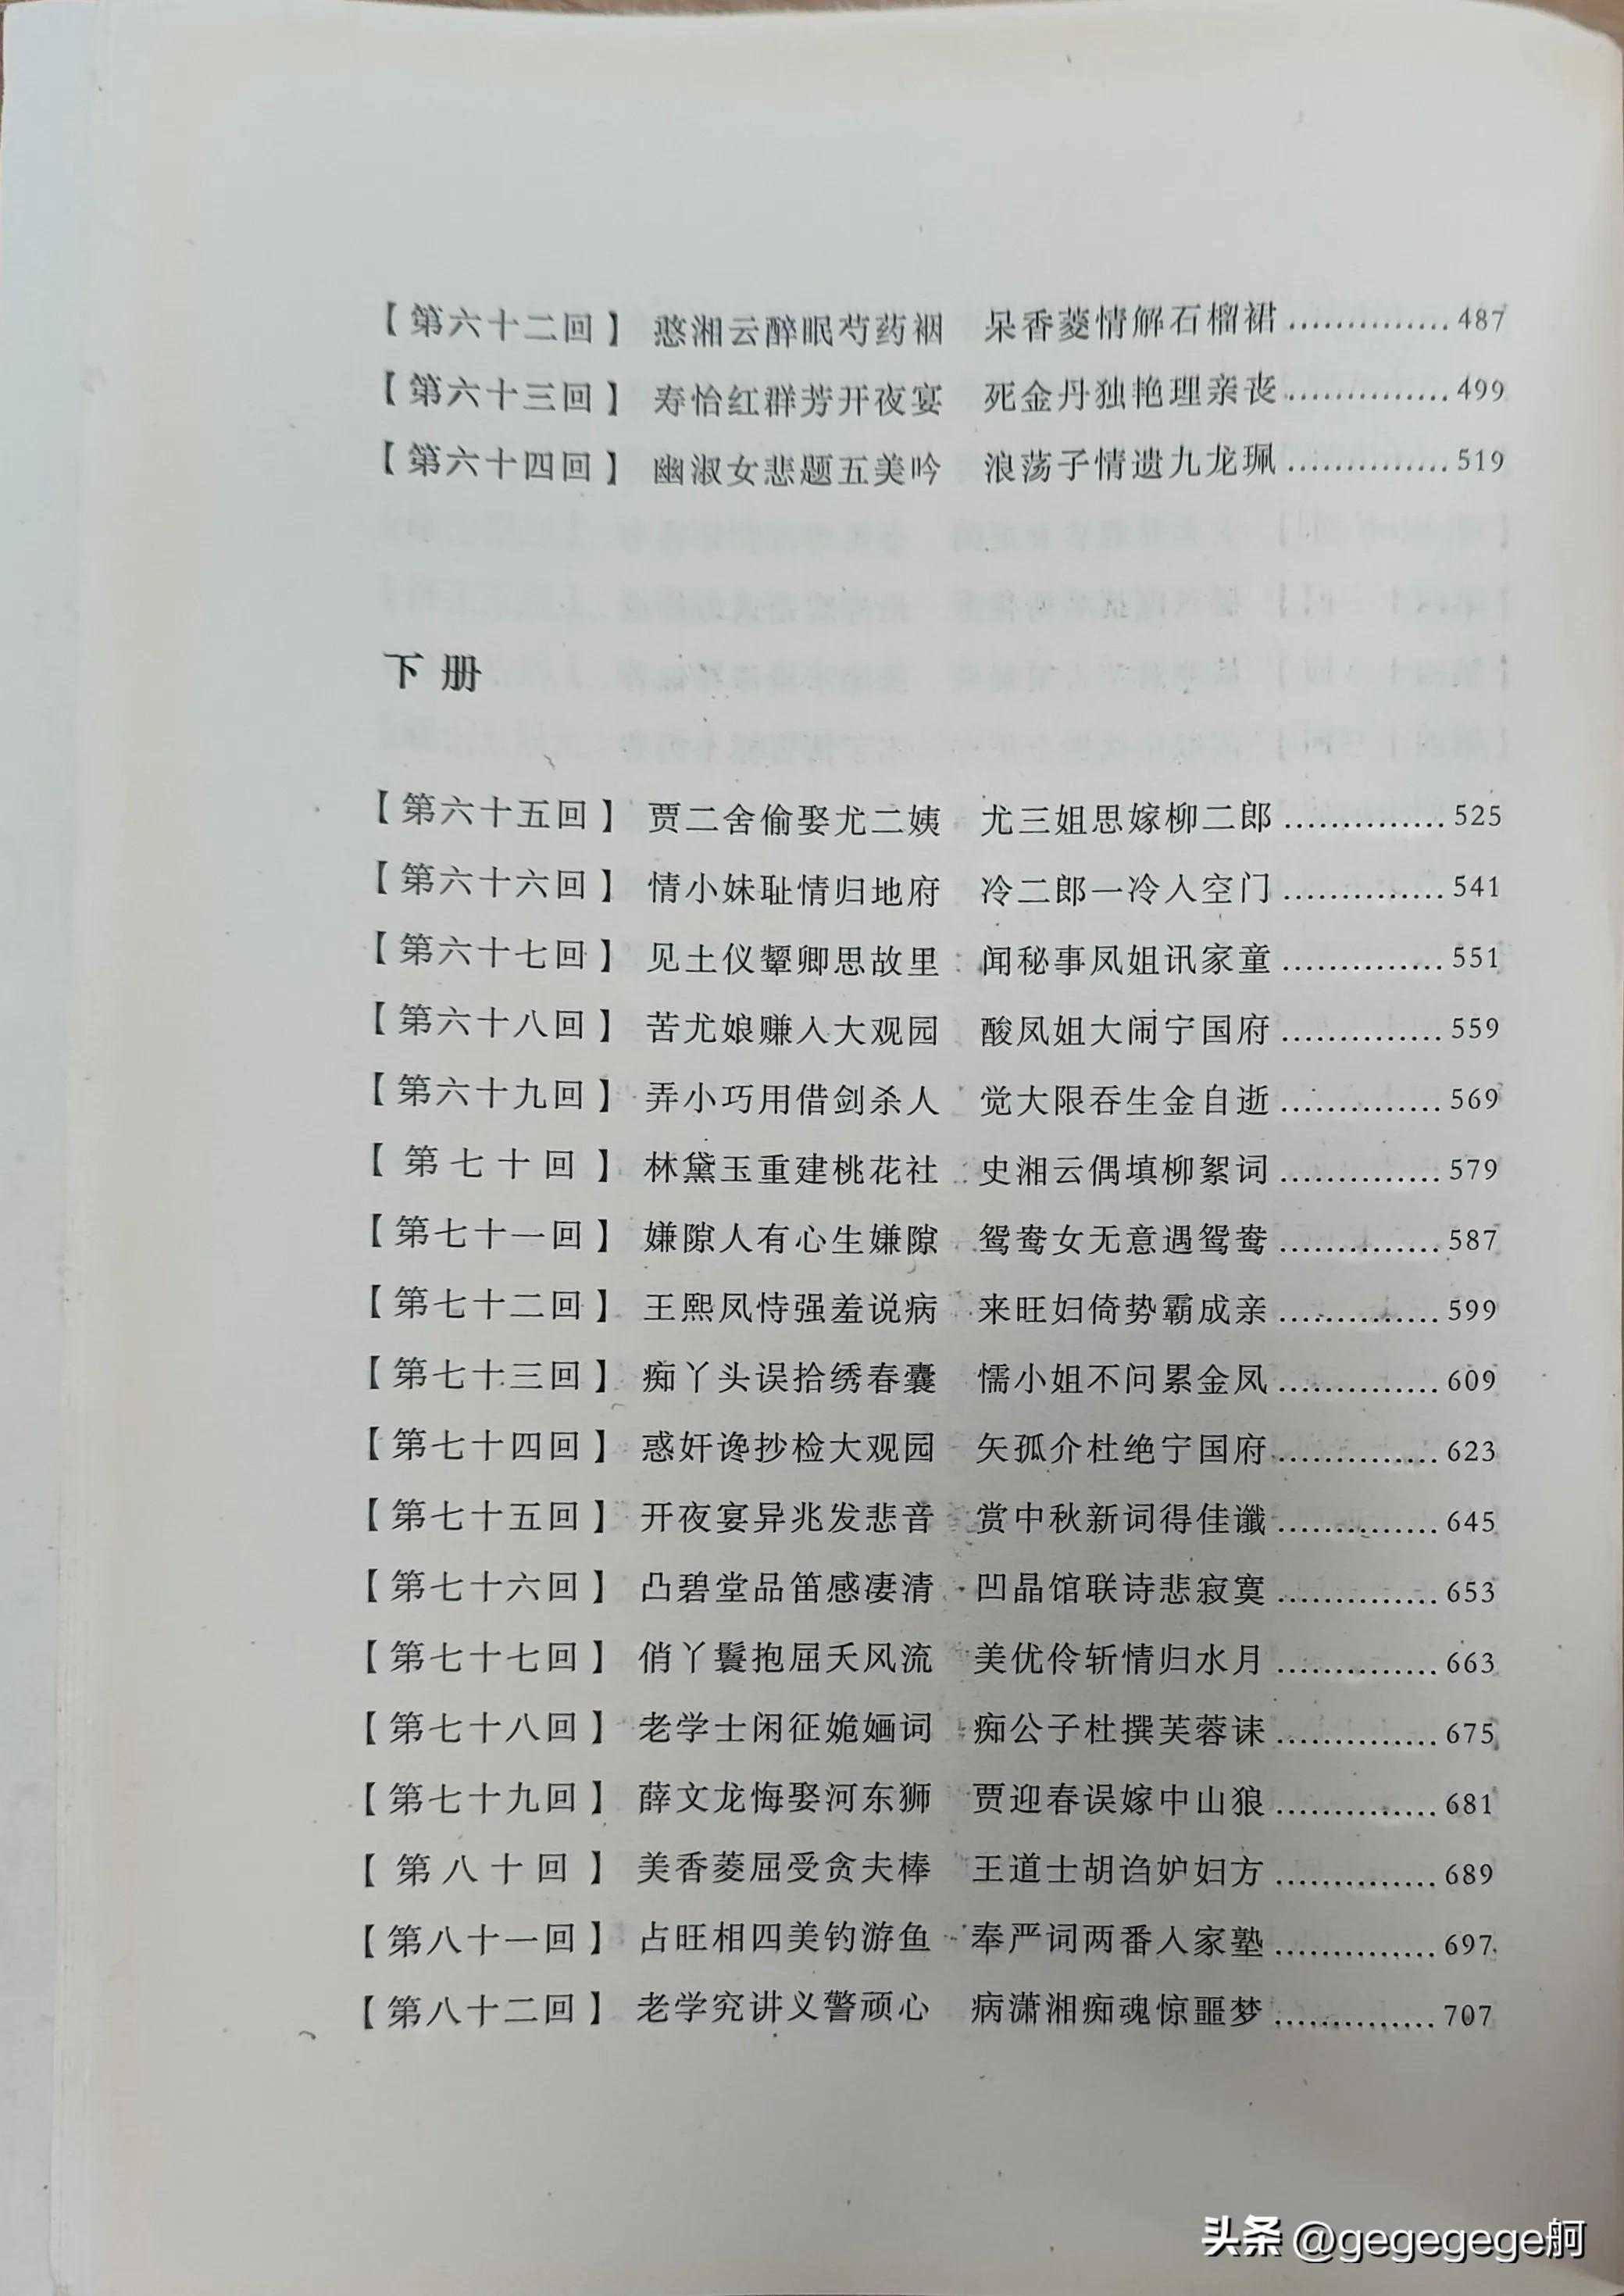 【第六十二回】 憨湘云醉眠芍药裀 呆香菱情解石榴裙..............487
【第六十三回】 寿怡红群芳开夜宴 死金丹独艳理亲丧..............499
【第六十四回】 幽淑女悲题五美吟 浪荡子情遗九龙珮..............519
下册
【第六十五回】 贾二舍偷娶尤二姨 尤三姐思嫁柳二郎..............525
【第六十六回】 情小妹耻情归地府 冷二郎一冷入空门..............541
【第六十七回】 见土仪颦卿思故里 闻秘事凤姐讯家童..............551
【第六十八回】 苦尤娘赚入大观园 酸凤姐大闹宁国府..............559
【第六十九回】 弄小巧用借剑杀人 觉大限吞生金自逝..............569
【第七十回】 林黛玉重建桃花社 史湘云偶填柳絮词..............579
【第七十一回】 嫌隙人有心生嫌隙 鸳鸯女无意遇鸳鸯..............587
【第七十二回】 王熙凤恃强羞说病 来旺妇倚势霸成亲..............599
【第七十三回】 痴丫头误拾绣春囊 懦小姐不问累金凤..............609
【第七十四回】 惑奸谗抄检大观园 矢孤介杜绝宁国府..............623
【第七十五回】 开夜宴异兆发悲音 赏中秋新词得佳谶..............645
【第七十六回】 凸碧堂品笛感凄清 凹晶馆联诗悲寂寞..............653
【第七十七回】 俏丫鬟抱屈夭风流 美优伶斩情归水月..............663
【第七十八回】 老学士闲征姽婳词 痴公子杜撰芙蓉诔..............675
【第七十九回】 薛文龙悔娶河东狮 贾迎春误嫁中山狼..............681
【第八十回】 美香菱屈受贪夫棒 王道士胡诌妒妇方..............689
【第八十一回】 占旺相四美钓游鱼 奉严词两番入家塾..............697
【第八十二回】 老学究讲义警顽心 病潇湘痴魂惊噩梦..............707
头条 @gegegege舸